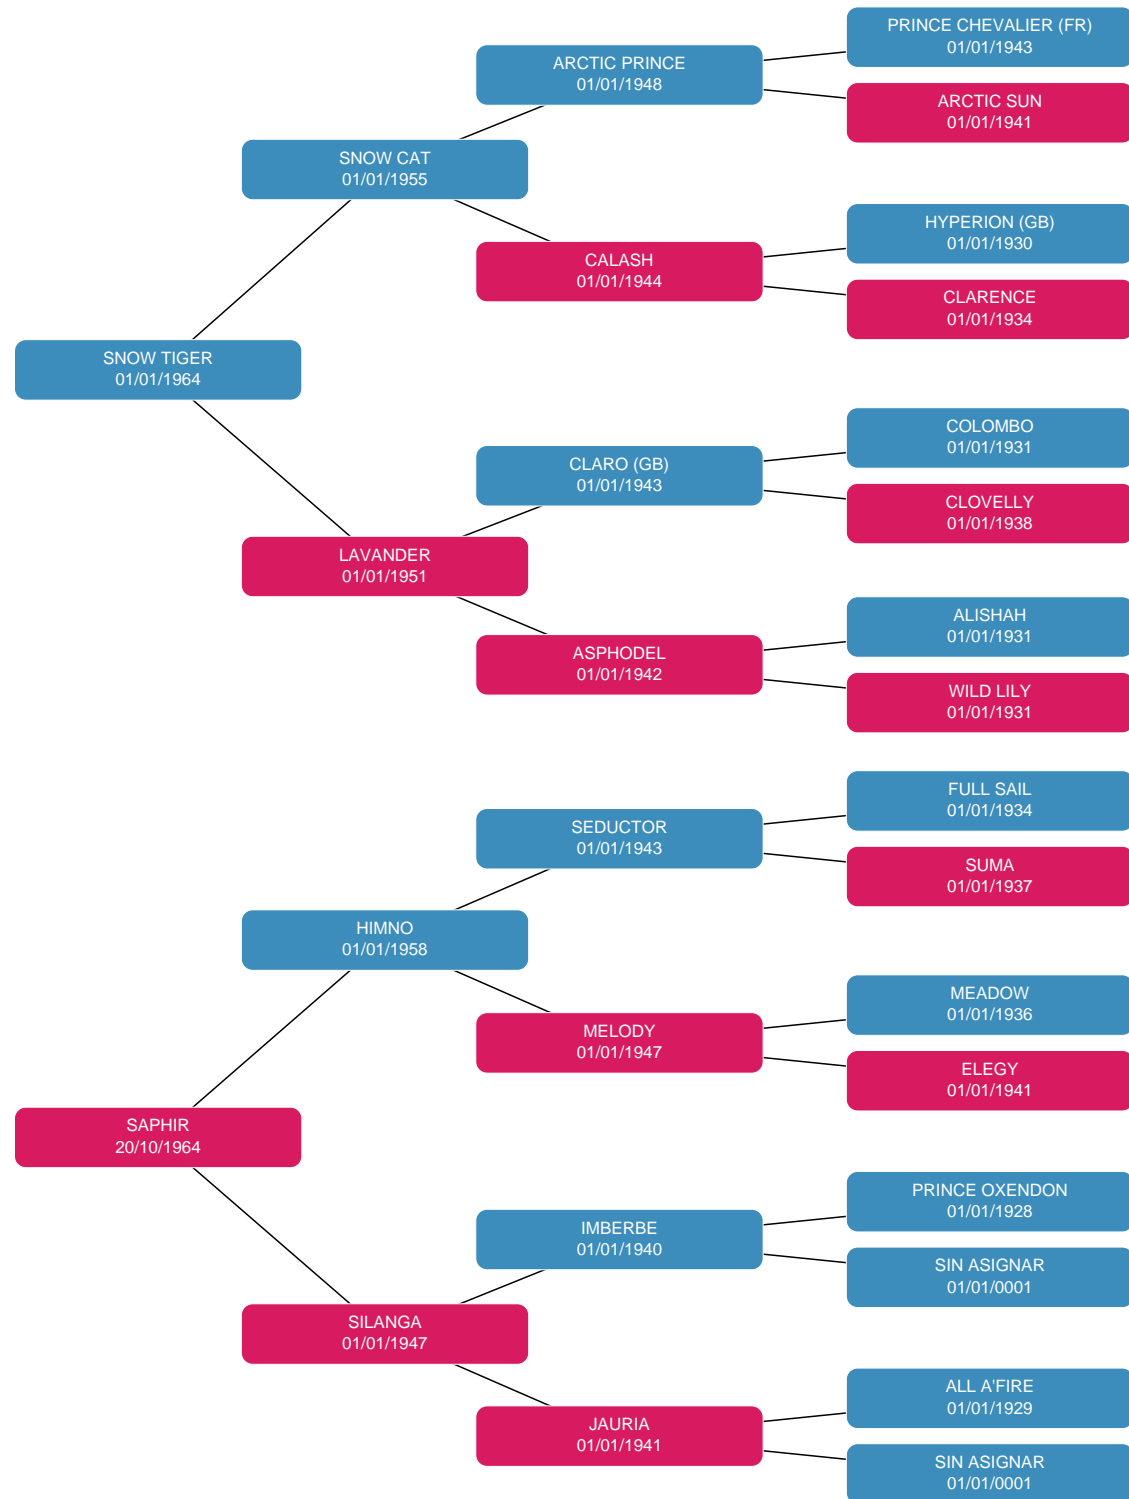 PRINCE CHEVALIER (FR)
01/01/1943
ARCTIC PRINCE
01/01/1948
ARCTIC SUN
01/01/1941
SNOW CAT
01/01/1955
HYPERION (GB)
01/01/1930
CALASH
01/01/1944
CLARENCE
01/01/1934
SNOW TIGER
01/01/1964
COLOMBO
01/01/1931
CLARO (GB)
01/01/1943
CLOVELLY
01/01/1938
LAVANDER
01/01/1951
ALISHAH
01/01/1931
ASPHODEL
01/01/1942
WILD LILY
01/01/1931
FULL SAIL
01/01/1934
SEDUCTOR
01/01/1943
SUMA
01/01/1937
HIMNO
01/01/1958
MEADOW
01/01/1936
MELODY
01/01/1947
ELEGY
01/01/1941
SAPHIR
20/10/1964
PRINCE OXENDON
01/01/1928
IMBERBE
01/01/1940
SIN ASIGNAR
01/01/0001
SILANGA
01/01/1947
ALL A'FIRE
01/01/1929
JAURIA
01/01/1941
SIN ASIGNAR
01/01/0001